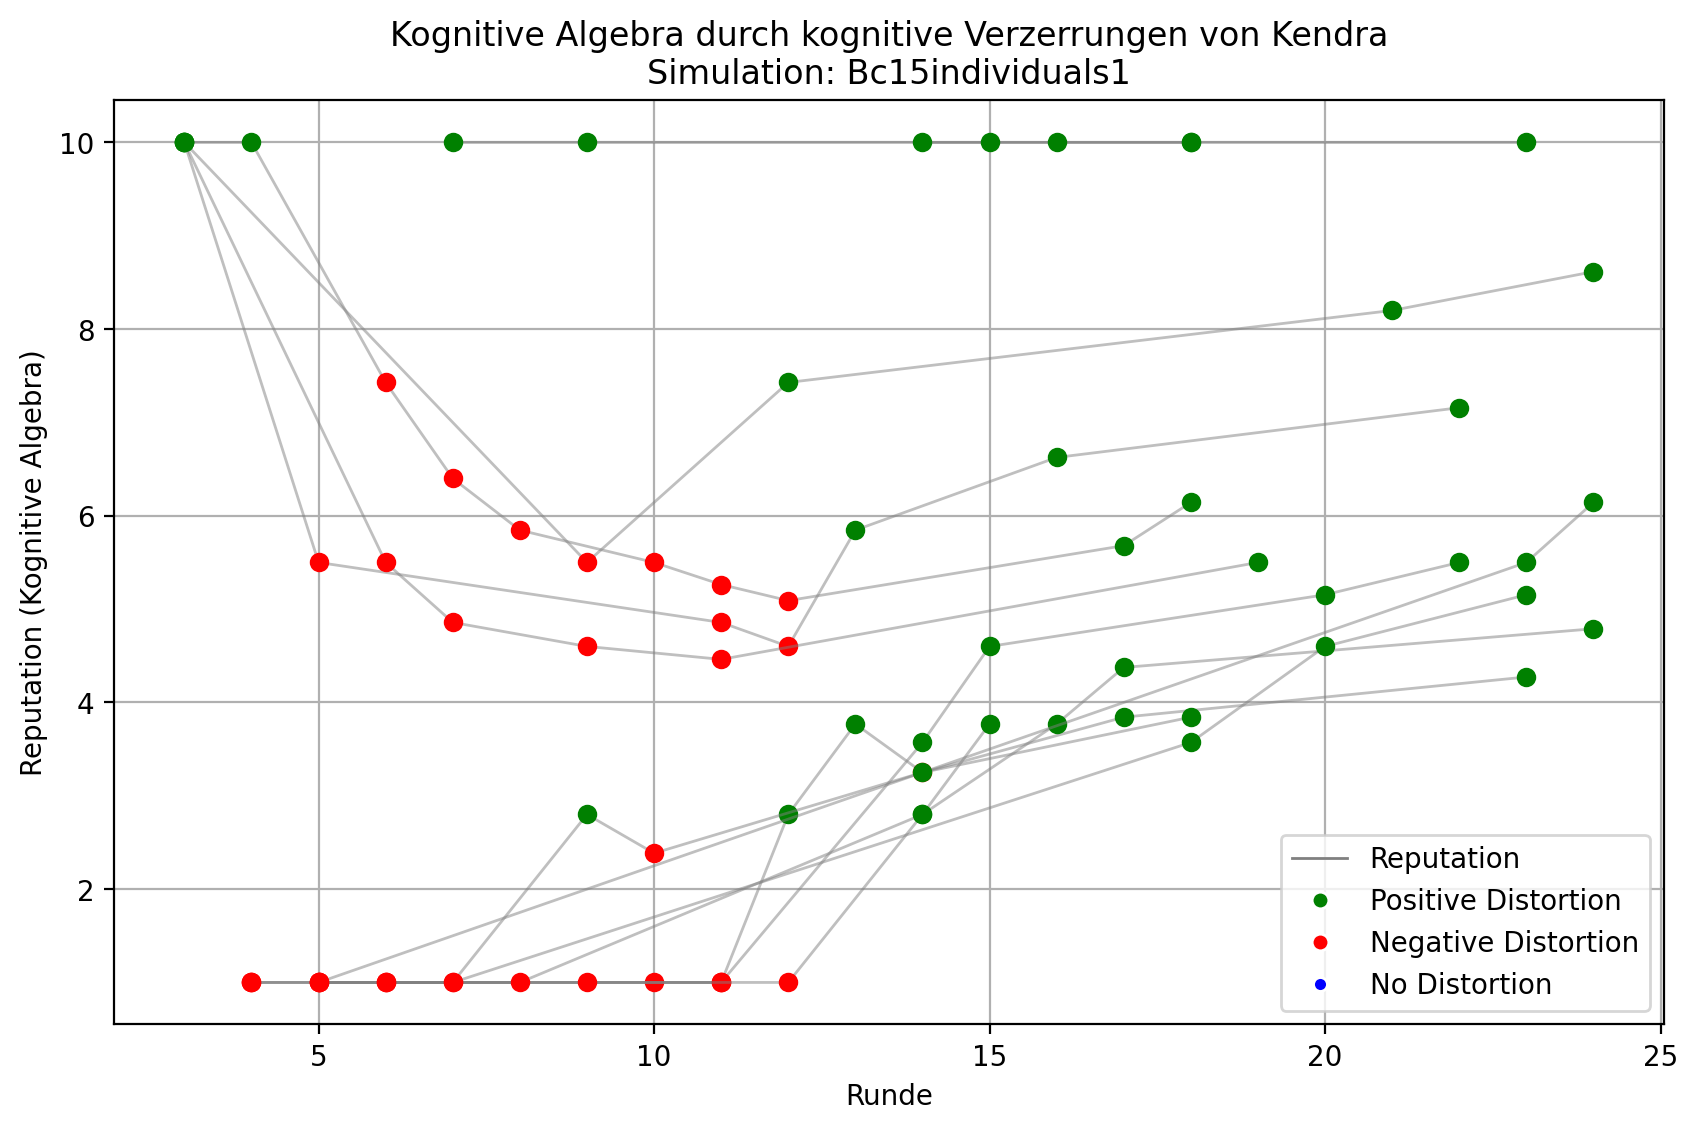 Kognitive Algebra durch kognitive Verzerrungen von Kendra
Simulation: Bc15individuals1
10
8
6
4
2
Reputation (Kognitive Algebra)
5
10
15
20
25
Runde
Reputation
Positive Distortion
Negative Distortion
No Distortion